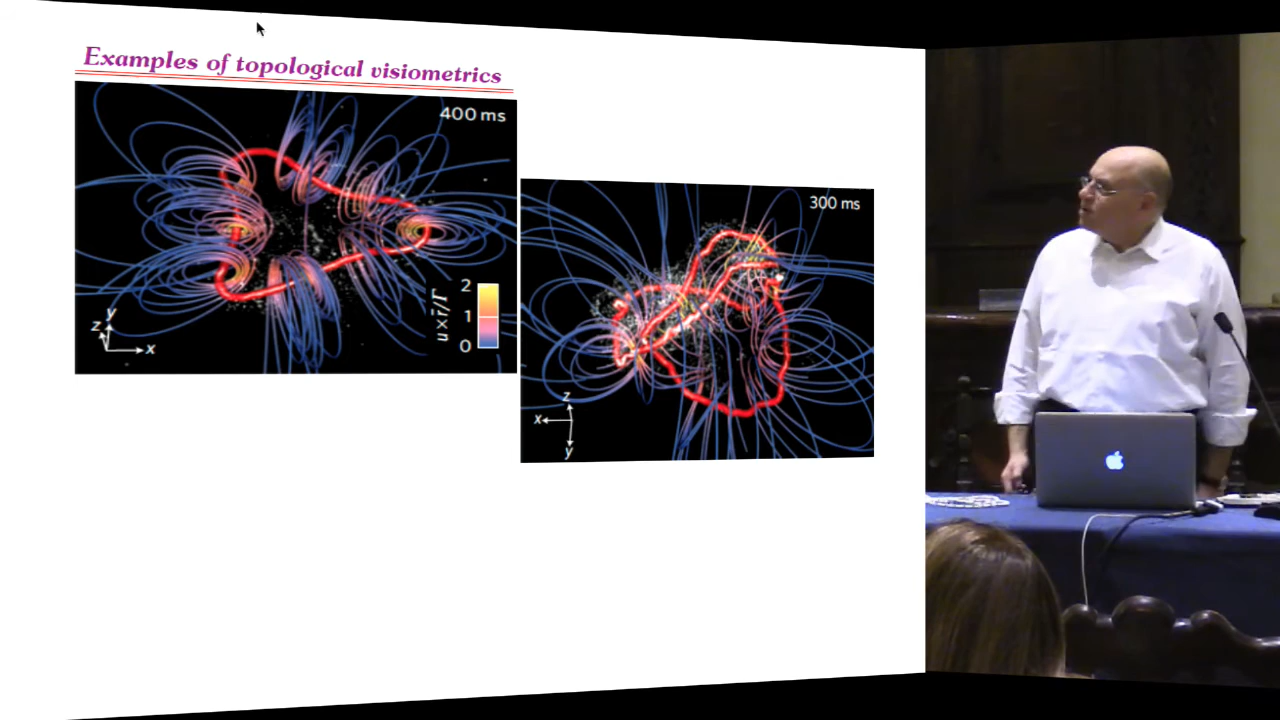 Examples of topological visiometrics
400 ms
2
1
0
u×r̄/Γ
y
z
x
300 ms
z
x
y